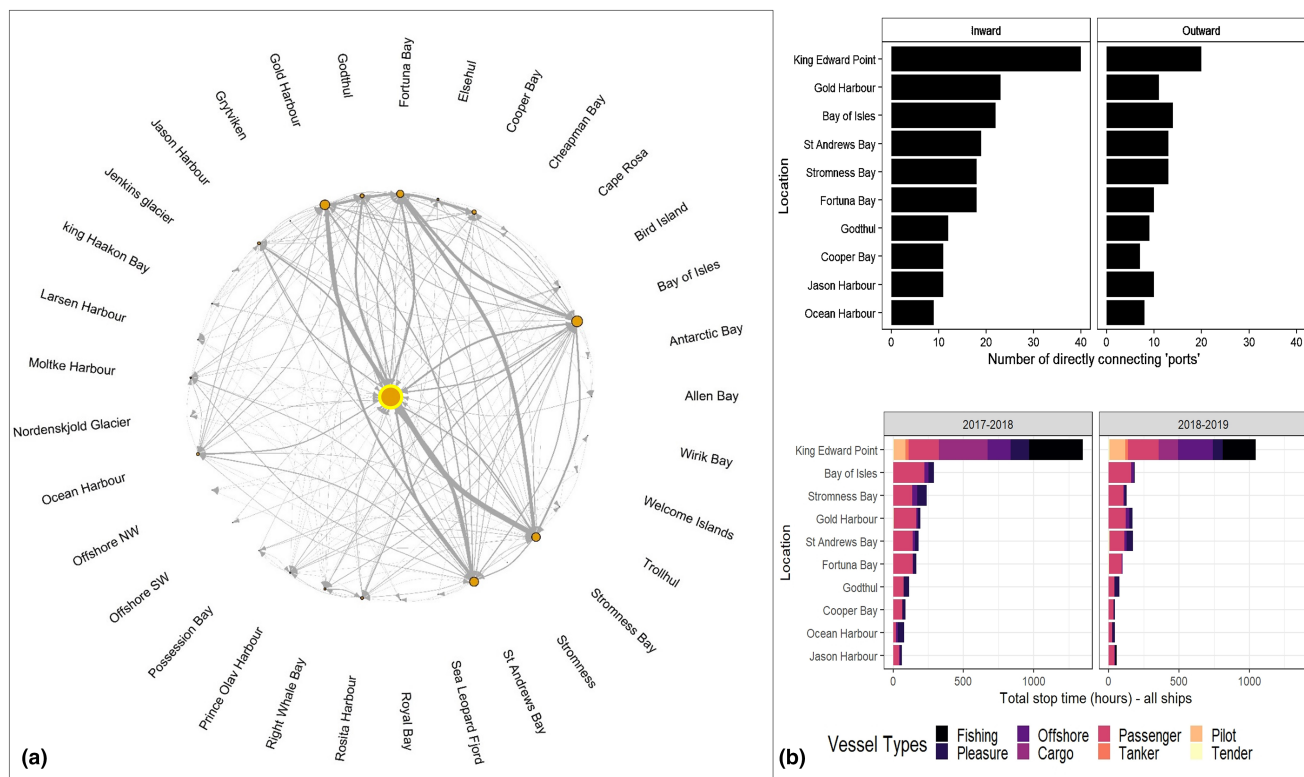 Fortuna Bay
Godthul
Elsehul
Gold Harbour
Cooper Bay
Grytviken
Cheapman Bay
Jason Harbour
Cape Rosa
Jenkins glacier
Bird Island
king Haakon Bay
Bay of Isles
Larsen Harbour
Antarctic Bay
Moltke Harbour
Allen Bay
Nordenskjold Glacier
Wirik Bay
Ocean Harbour
Welcome Islands
Offshore NW
Trollhul
Offshore SW
Stromness Bay
Possession Bay
Stromness
Prince Olav Harbour
St Andrews Bay
Right Whale Bay
Sea Leopard Fjord
Rosita Harbour
Royal Bay
(a)
Inward
Outward
Location
King Edward Point
Gold Harbour
Bay of Isles
St Andrews Bay
Stromness Bay
Fortuna Bay
Godthul
Cooper Bay
Jason Harbour
Ocean Harbour
0 10 20 30 40
0 10 20 30 40
Number of directly connecting 'ports'
2017-2018
2018-2019
Location
King Edward Point
Bay of Isles
Stromness Bay
Gold Harbour
St Andrews Bay
Fortuna Bay
Godthul
Cooper Bay
Ocean Harbour
Jason Harbour
0 500 1000
0 500 1000
Total stop time (hours) - all ships
Vessel Types
Fishing Offshore Passenger Pilot
Pleasure Cargo Tanker Tender
(b)